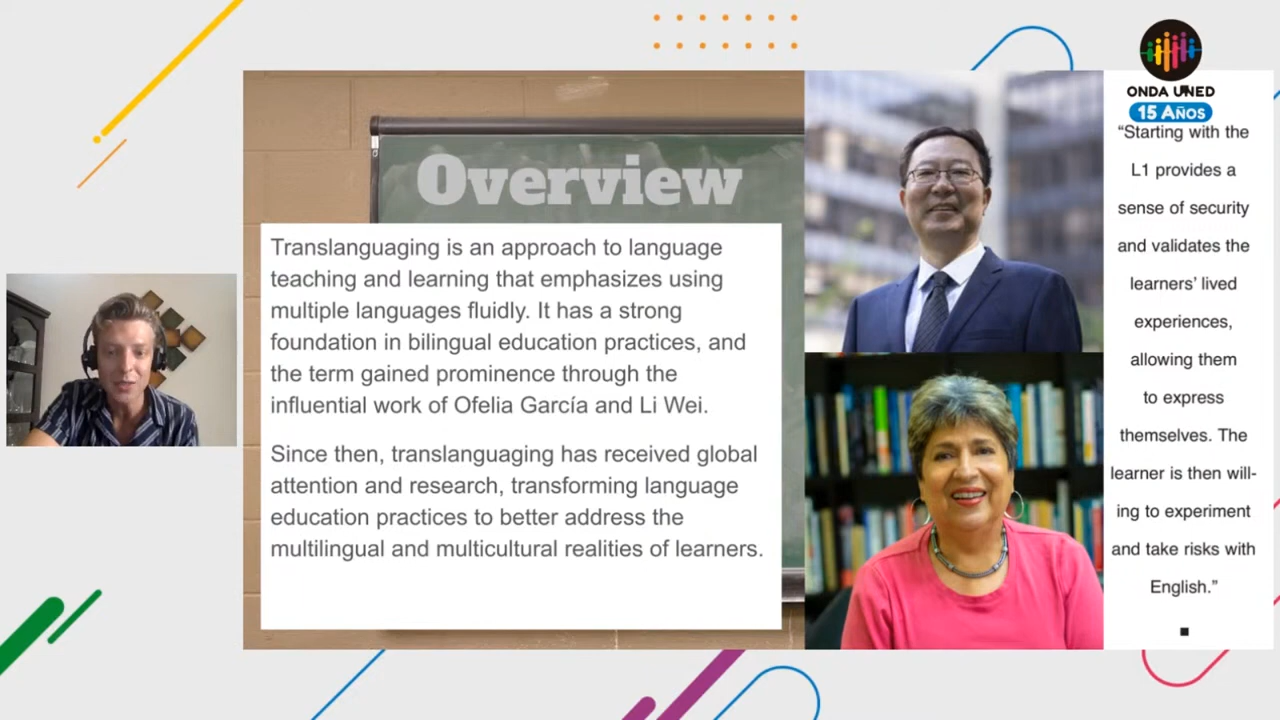 ONDA UNED
15 AÑOS
Overview
Translanguaging is an approach to language
teaching and learning that emphasizes using
multiple languages fluidly. It has a strong
foundation in bilingual education practices, and
the term gained prominence through the
influential work of Ofelia García and Li Wei.
Since then, translanguaging has received global
attention and research, transforming language
education practices to better address the
multilingual and multicultural realities of learners.
“Starting with the
L1 provides a
sense of security
and validates the
learners’ lived
experiences,
allowing them
to express
themselves. The
learner is then will-
ing to experiment
and take risks with
English.”